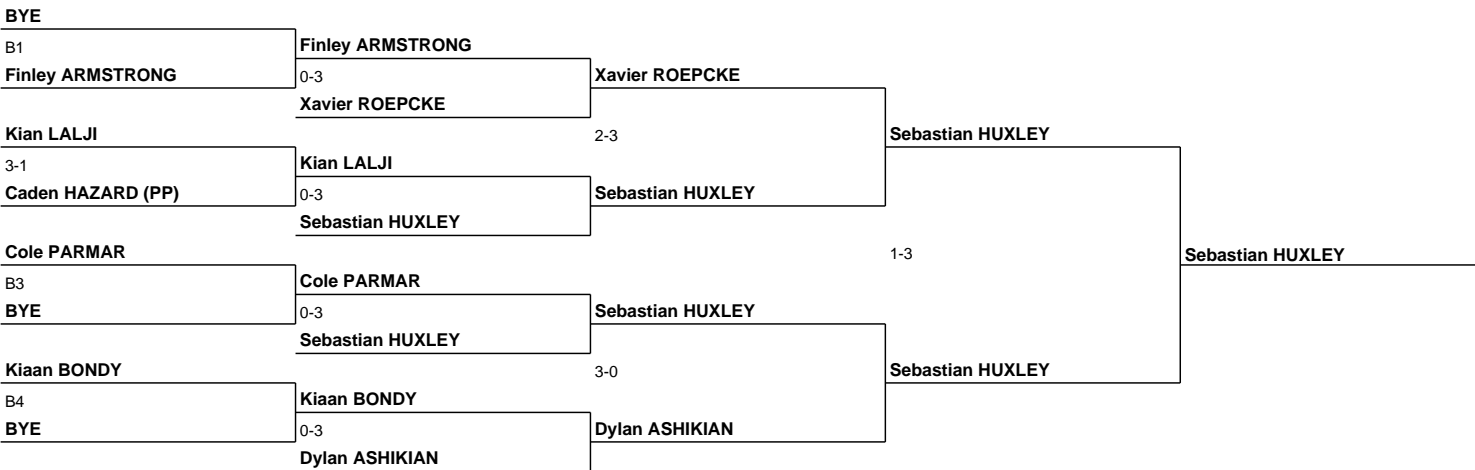 BYE
B1
Finley ARMSTRONG
Finley ARMSTRONG
0-3
Xavier ROEPCKE
Xavier ROEPCKE
Kian LALJI
2-3
Sebastian HUXLEY
3-1
Kian LALJI
Caden HAZARD (PP)
0-3
Sebastian HUXLEY
Sebastian HUXLEY
Cole PARMAR
1-3
Sebastian HUXLEY
B3
Cole PARMAR
BYE
0-3
Sebastian HUXLEY
Sebastian HUXLEY
Kiaan BONDY
3-0
Sebastian HUXLEY
B4
Kiaan BONDY
BYE
0-3
Dylan ASHIKIAN
Dylan ASHIKIAN